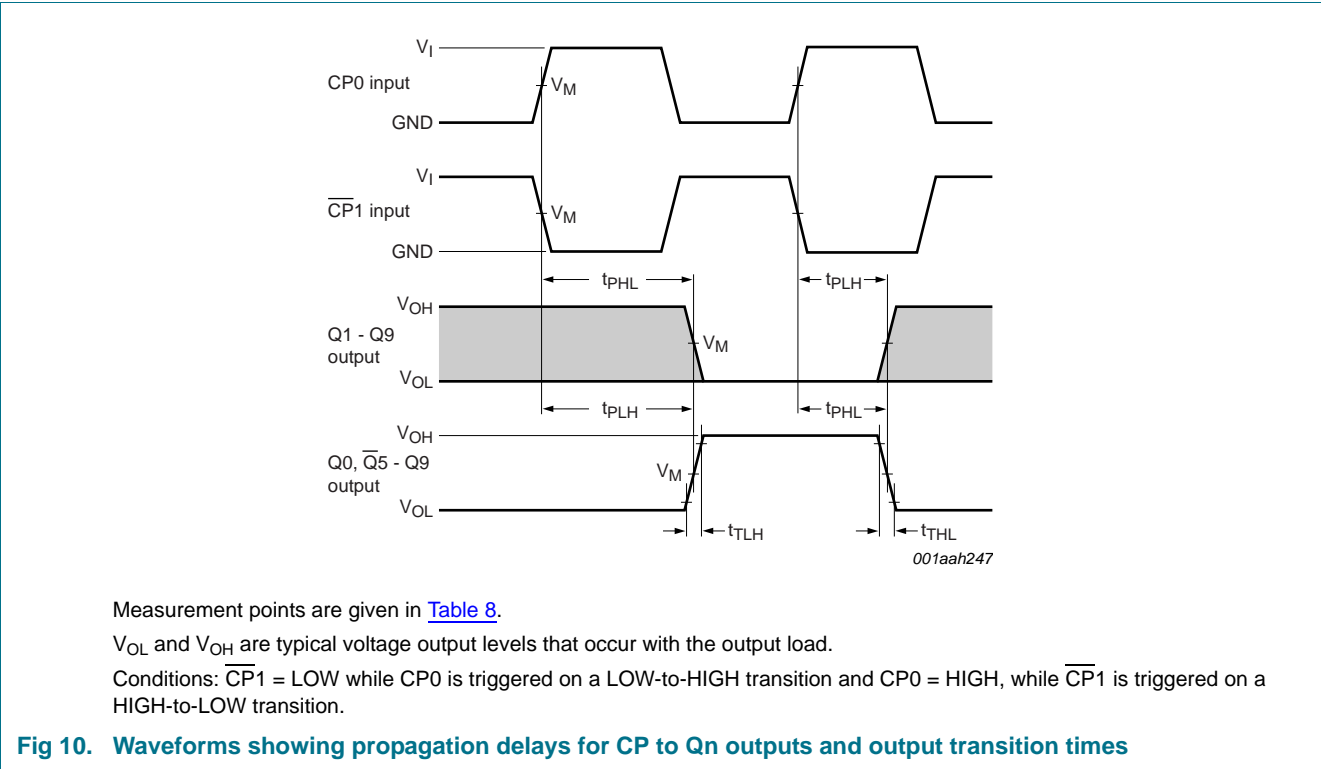 VI
CP0 input
VM
GND
VI
C̅P̅1 input
VM
GND
tPHL
tPLH
VOH
Q1 - Q9
output
VM
VOL
tPLH
tPHL
VOH
Q0, Q̅5 - Q9
output
VM
VOL
tTLH
tTHL
001aah247
Measurement points are given in Table 8.
VOL and VOH are typical voltage output levels that occur with the output load.
Conditions: C̅P̅1 = LOW while CP0 is triggered on a LOW-to-HIGH transition and CP0 = HIGH, while C̅P̅1 is triggered on a
HIGH-to-LOW transition.
Fig 10. Waveforms showing propagation delays for CP to Qn outputs and output transition times